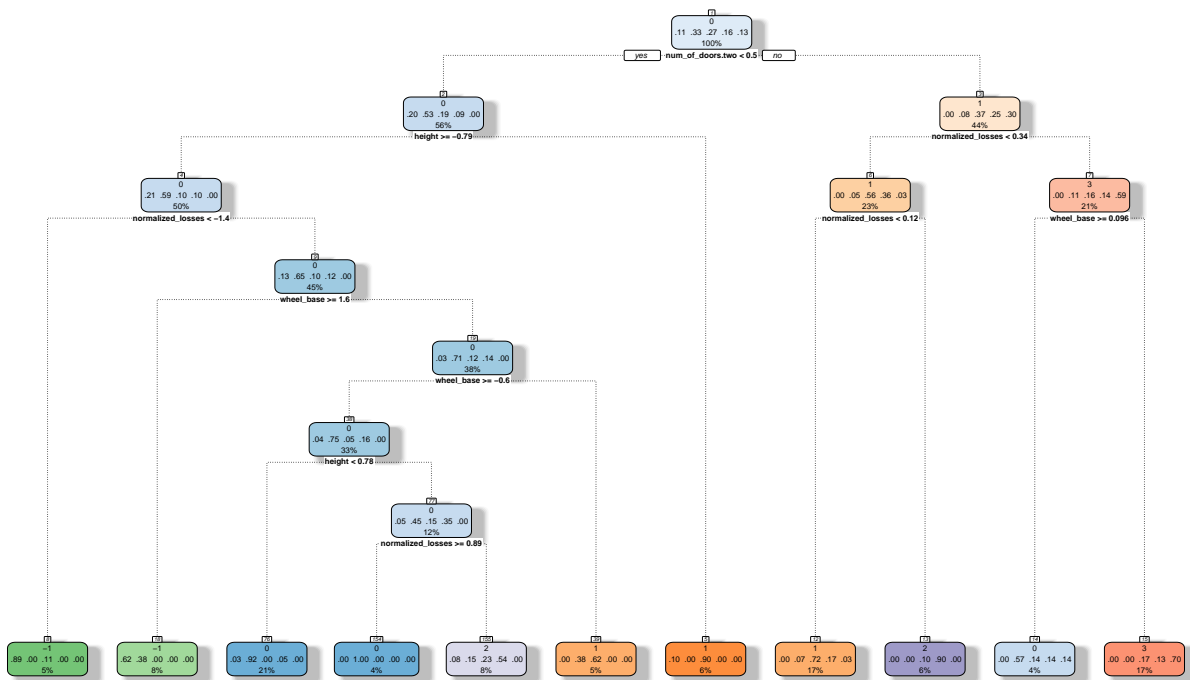 1
0
.11 .33 .27 .16 .13
100%
yes num_of_doors.two < 0.5 no
2
0
.20 .53 .19 .09 .00
56%
height >= −0.79
3
1
.00 .08 .37 .25 .30
44%
normalized_losses < 0.34
4
0
.21 .59 .10 .10 .00
50%
normalized_losses < −1.4
6
1
.00 .05 .56 .36 .03
23%
normalized_losses < 0.12
7
3
.00 .11 .16 .14 .59
21%
wheel_base >= 0.096
9
0
.13 .65 .10 .12 .00
45%
wheel_base >= 1.6
19
0
.03 .71 .12 .14 .00
38%
wheel_base >= −0.6
38
0
.04 .75 .05 .16 .00
33%
height < 0.78
77
0
.05 .45 .15 .35 .00
12%
normalized_losses >= 0.89
8
−1
.89 .00 .11 .00 .00
5%
18
−1
.62 .38 .00 .00 .00
8%
76
0
.03 .92 .00 .05 .00
21%
154
0
.00 1.00 .00 .00 .00
4%
155
2
.08 .15 .23 .54 .00
8%
39
1
.00 .38 .62 .00 .00
5%
5
1
.10 .00 .90 .00 .00
6%
12
1
.00 .07 .72 .17 .03
17%
13
2
.00 .00 .10 .90 .00
6%
14
0
.00 .57 .14 .14 .14
4%
15
3
.00 .00 .17 .13 .70
17%